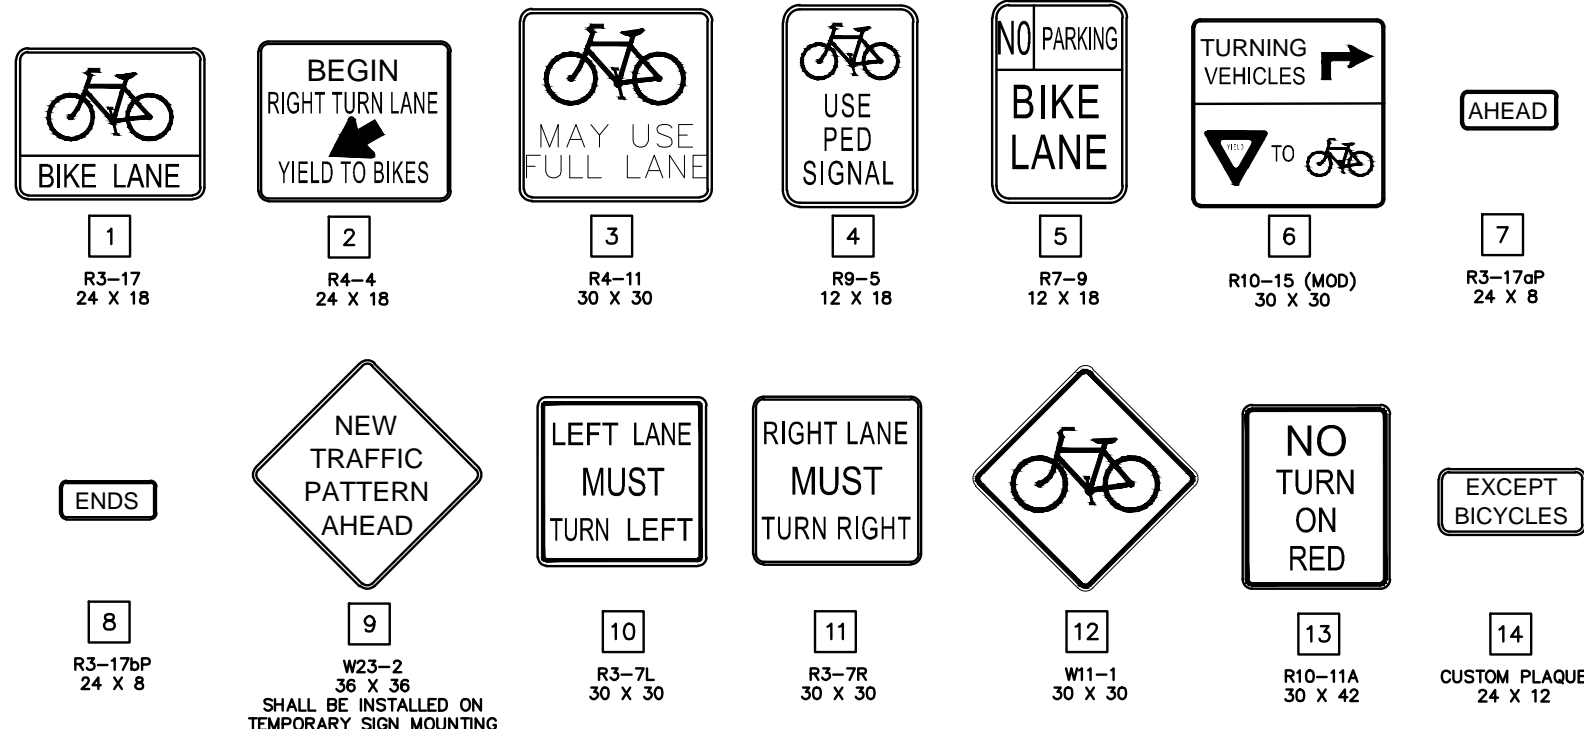 BIKE LANE
1
R3-17
24 X 18
BEGIN
RIGHT TURN LANE
YIELD TO BIKES
2
R4-4
24 X 18
MAY USE
FULL LANE
3
R4-11
30 X 30
USE
PED
SIGNAL
4
R9-5
12 X 18
NO PARKING
BIKE
LANE
5
R7-9
12 X 18
TURNING
VEHICLES
YIELD TO
6
R10-15 (MOD)
30 X 30
AHEAD
7
R3-17aP
24 X 8
ENDS
8
R3-17bP
24 X 8
NEW
TRAFFIC
PATTERN
AHEAD
9
W23-2
36 X 36
SHALL BE INSTALLED ON
TEMPORARY SIGN MOUNTING
LEFT LANE
MUST
TURN LEFT
10
R3-7L
30 X 30
RIGHT LANE
MUST
TURN RIGHT
11
R3-7R
30 X 30
12
W11-1
30 X 30
NO
TURN
ON
RED
13
R10-11A
30 X 42
EXCEPT
BICYCLES
14
CUSTOM PLAQUE
24 X 12